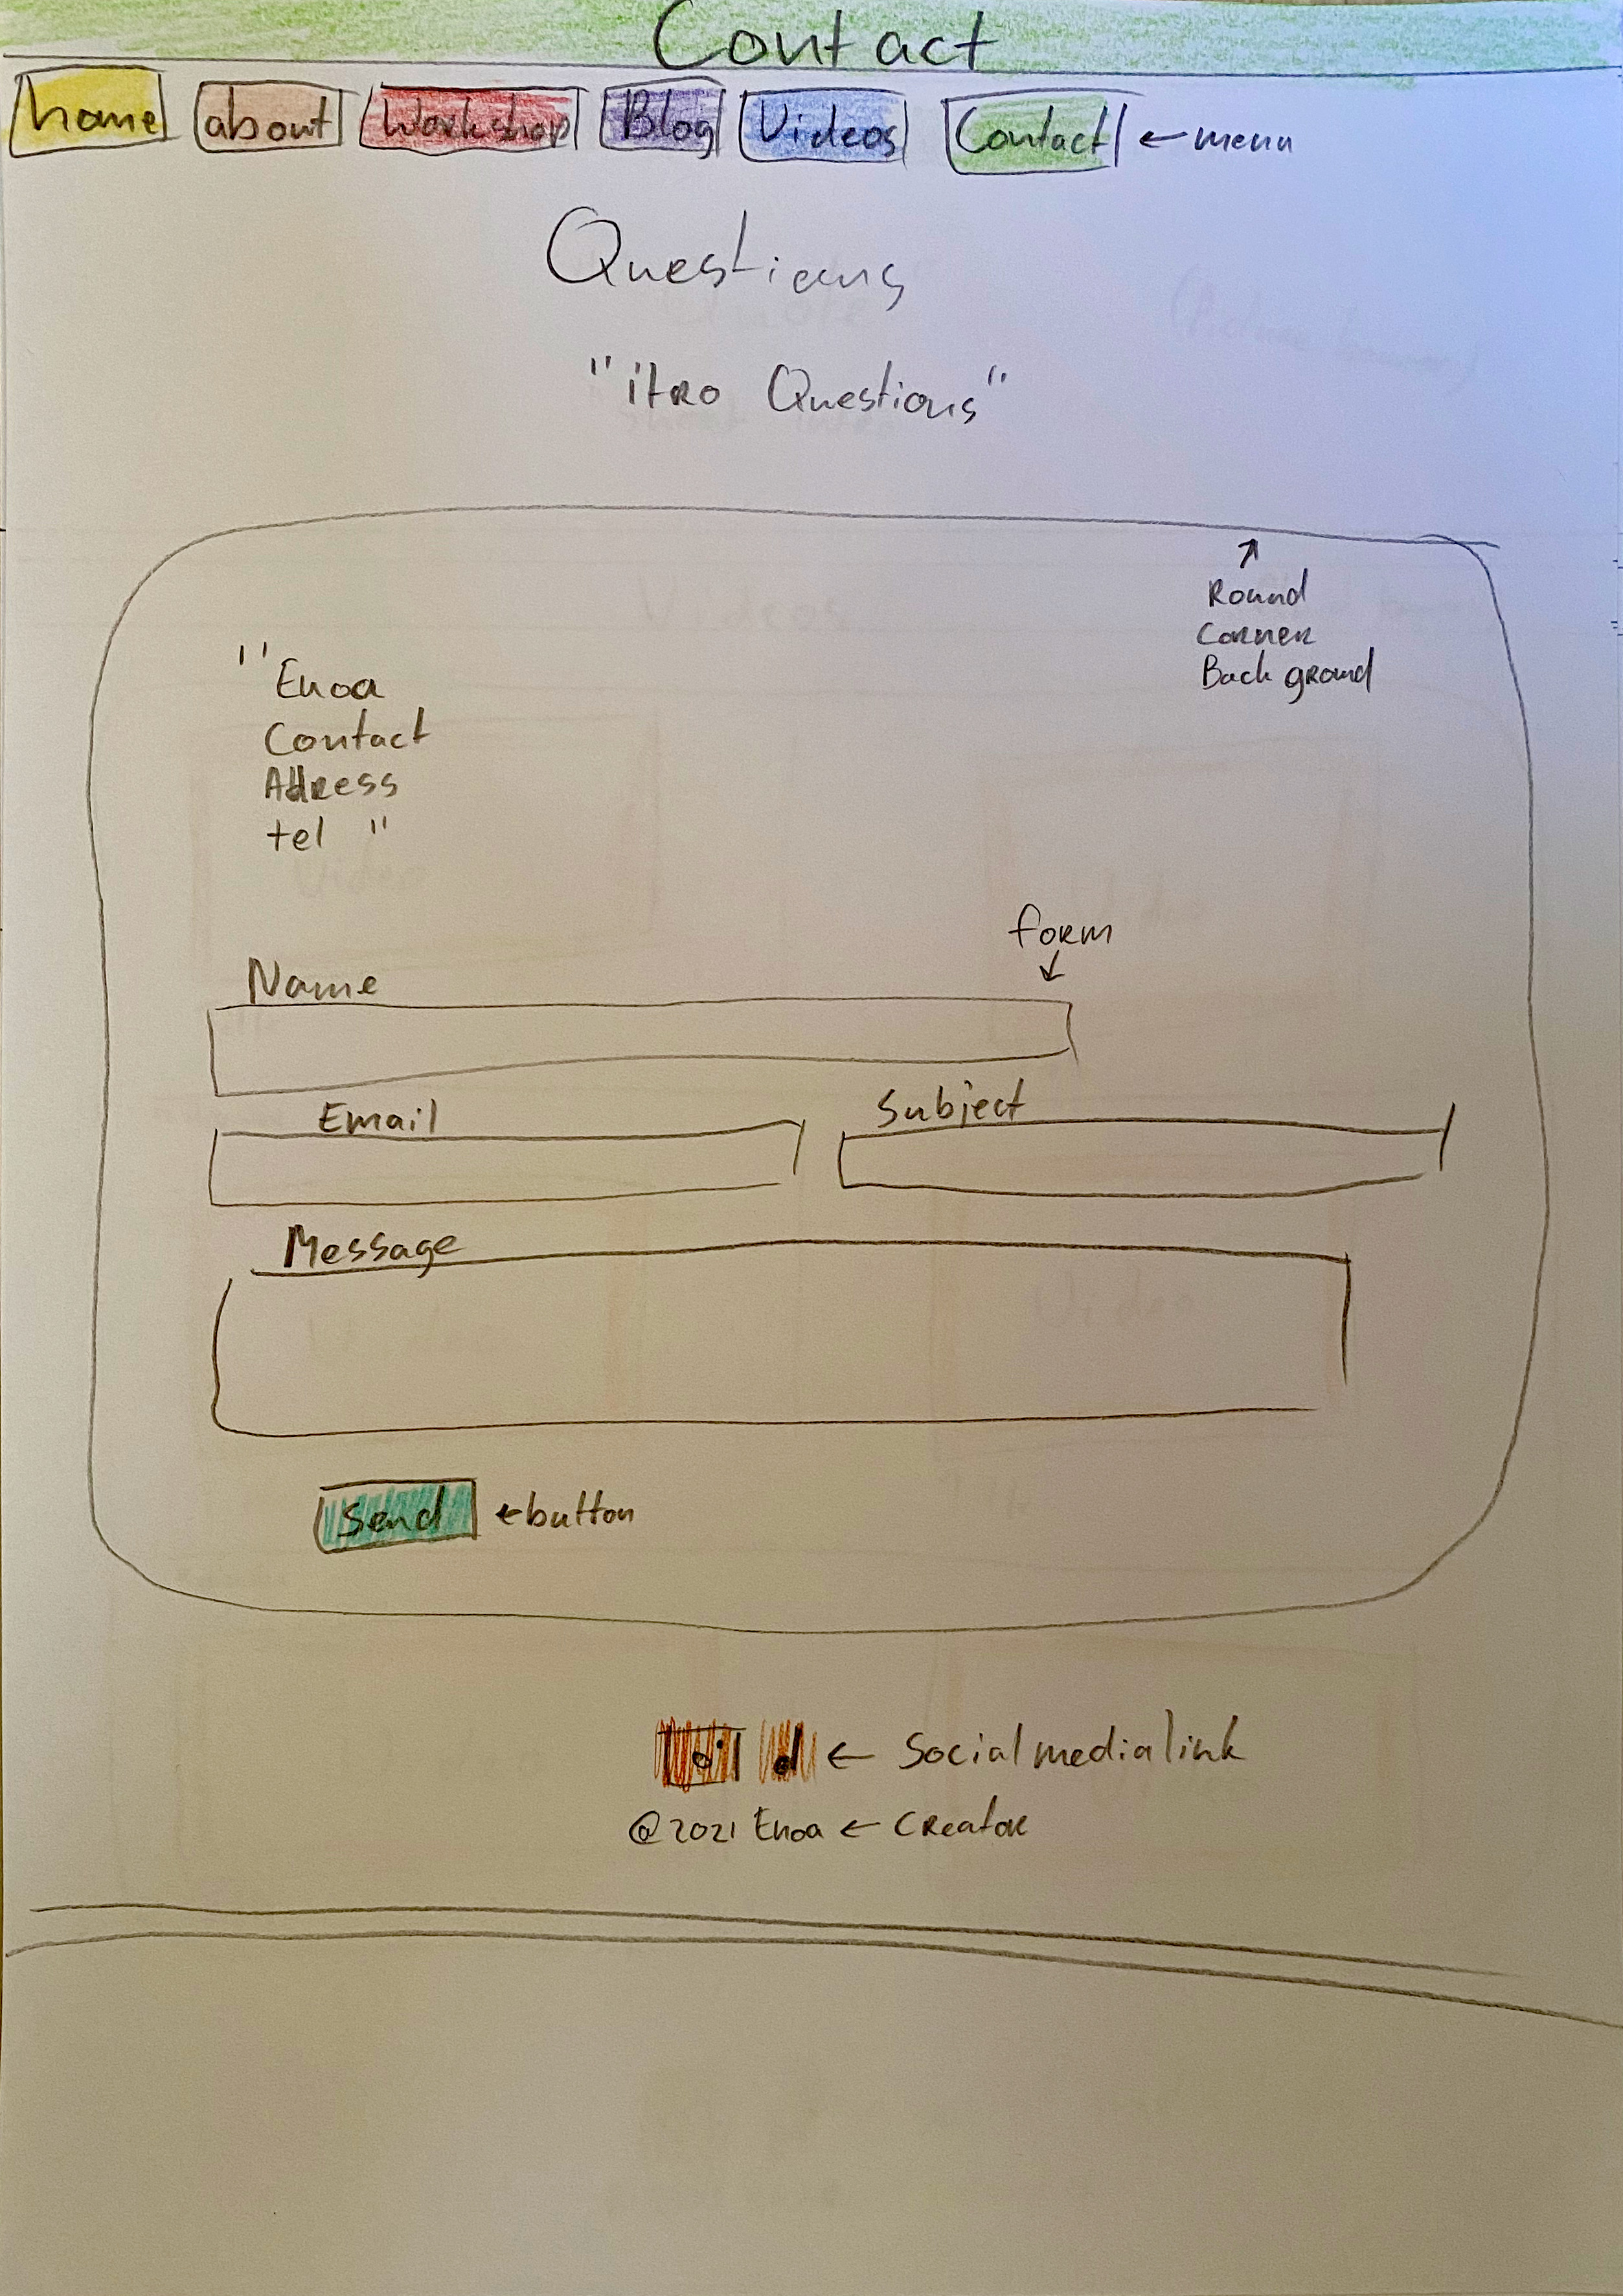 Contact
home about Workshop Blog Videos Contact ← menu
Questions
"itro Questions"
Round
Corner
Back ground
"Enoa
Contact
Adress
tel "
form
Name
Email Subject
Message
Send ← button
← Social media link
@2021 Enoa ← Creator